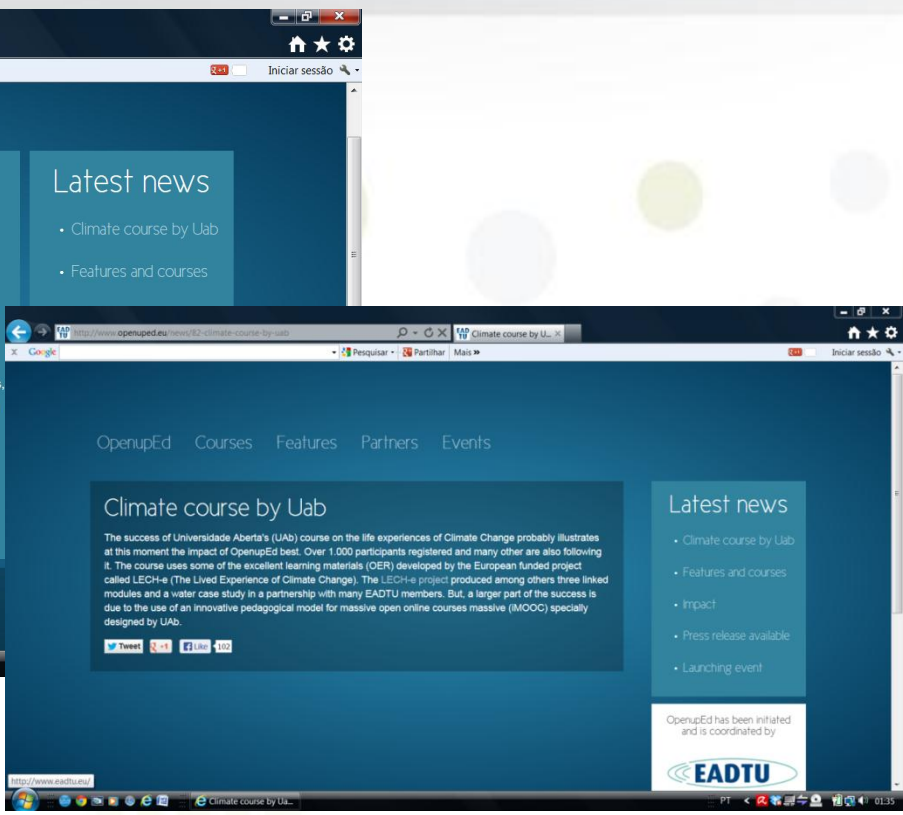 Iniciar sessão
Latest news
• Climate course by Uab
• Features and courses
http://www.openuped.eu/news/82-climate-course-by-uab
EADTU Climate course by U...
X Google Pesquisar Partilhar Mais »
Iniciar sessão
OpenupEd Courses Features Partners Events
Climate course by Uab
The success of Universidade Aberta's (UAb) course on the life experiences of Climate Change probably illustrates
at this moment the impact of OpenupEd best. Over 1.000 participants registered and many other are also following
it. The course uses some of the excellent learning materials (OER) developed by the European funded project
called LECH-e (The Lived Experience of Climate Change). The LECH-e project produced among others three linked
modules and a water case study in a partnership with many EADTU members. But, a larger part of the success is
due to the use of an innovative pedagogical model for massive open online courses massive (iMOOC) specially
designed by UAb.
Tweet +1 Like 102
Latest news
• Climate course by Uab
• Features and courses
• Impact
• Press release available
• Launching event
OpenupEd has been initiated
and is coordinated by
EADTU
http://www.eadtu.eu/
Climate course by Ua...
PT 01:35